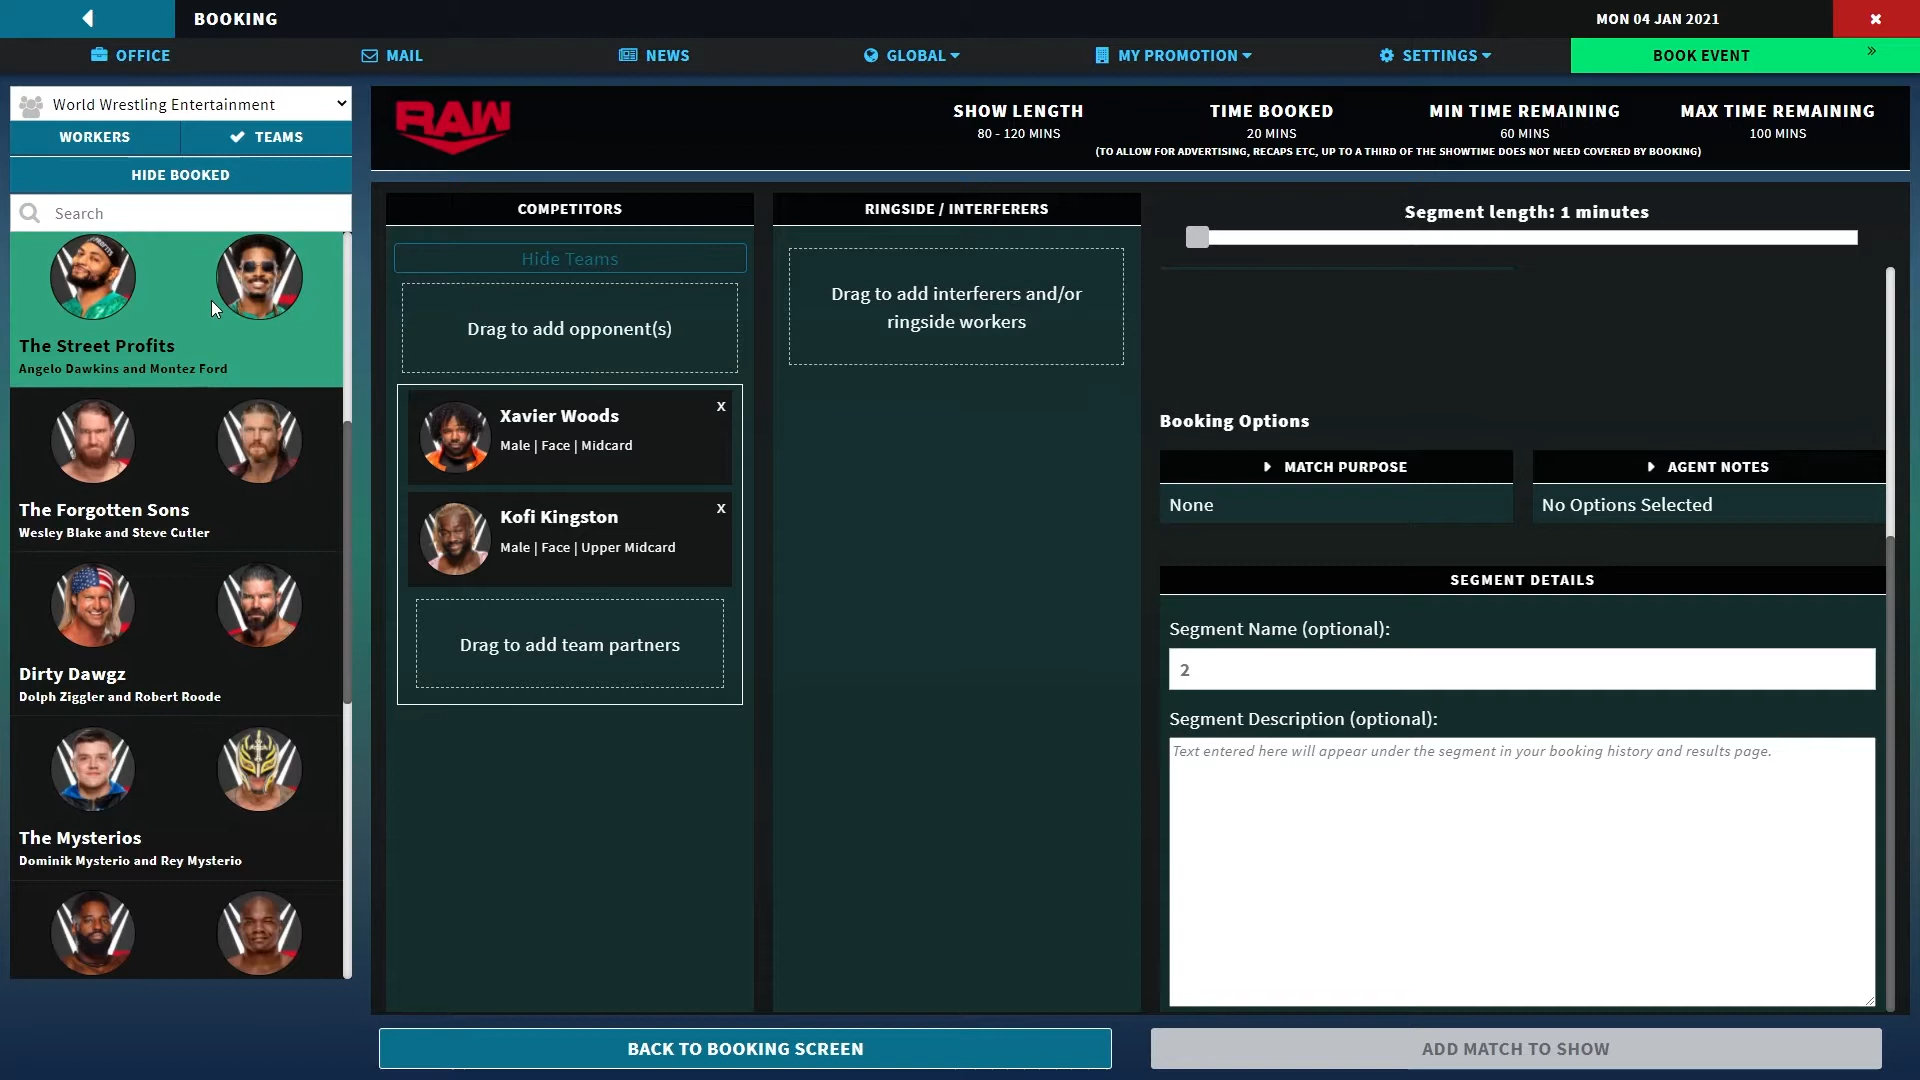 BOOKING
MON 04 JAN 2021
OFFICE
MAIL
NEWS
GLOBAL
MY PROMOTION
SETTINGS
BOOK EVENT
World Wrestling Entertainment
WORKERS
TEAMS
HIDE BOOKED
Search
The Street Profits
Angelo Dawkins and Montez Ford
The Forgotten Sons
Wesley Blake and Steve Cutler
Dirty Dawgz
Dolph Ziggler and Robert Roode
The Mysterios
Dominik Mysterio and Rey Mysterio
RAW
SHOW LENGTH
80 - 120 MINS
TIME BOOKED
20 MINS
MIN TIME REMAINING
60 MINS
MAX TIME REMAINING
100 MINS
(TO ALLOW FOR ADVERTISING, RECAPS ETC, UP TO A THIRD OF THE SHOWTIME DOES NOT NEED COVERED BY BOOKING)
COMPETITORS
Hide Teams
Drag to add opponent(s)
Xavier Woods
X
Male | Face | Midcard
Kofi Kingston
X
Male | Face | Upper Midcard
Drag to add team partners
RINGSIDE / INTERFERERS
Drag to add interferers and/or
ringside workers
Segment length: 1 minutes
Booking Options
MATCH PURPOSE
None
AGENT NOTES
No Options Selected
SEGMENT DETAILS
Segment Name (optional):
2
Segment Description (optional):
Text entered here will appear under the segment in your booking history and results page.
BACK TO BOOKING SCREEN
ADD MATCH TO SHOW